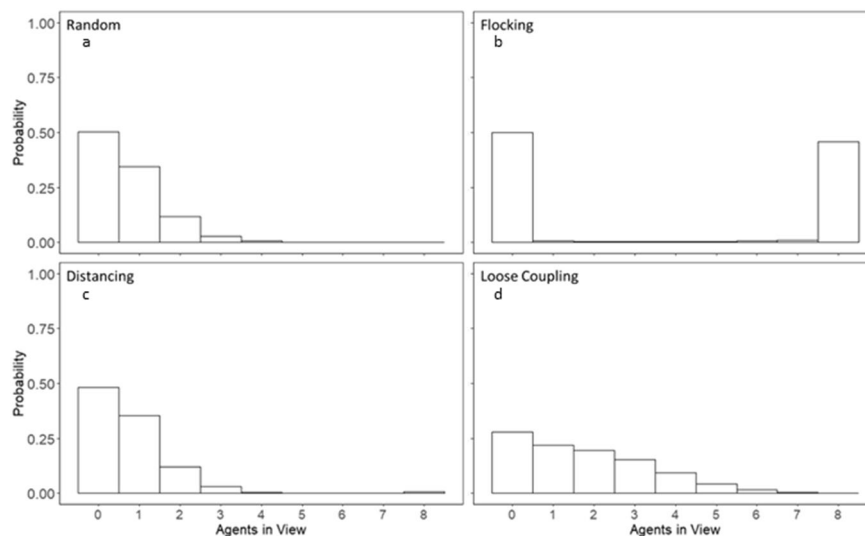 Random
a
1.00
0.75
0.50
0.25
0.00
Probability
Flocking
b
Distancing
c
1.00
0.75
0.50
0.25
0.00
Probability
0 1 2 3 4 5 6 7 8
Agents in View
Loose Coupling
d
0 1 2 3 4 5 6 7 8
Agents in View